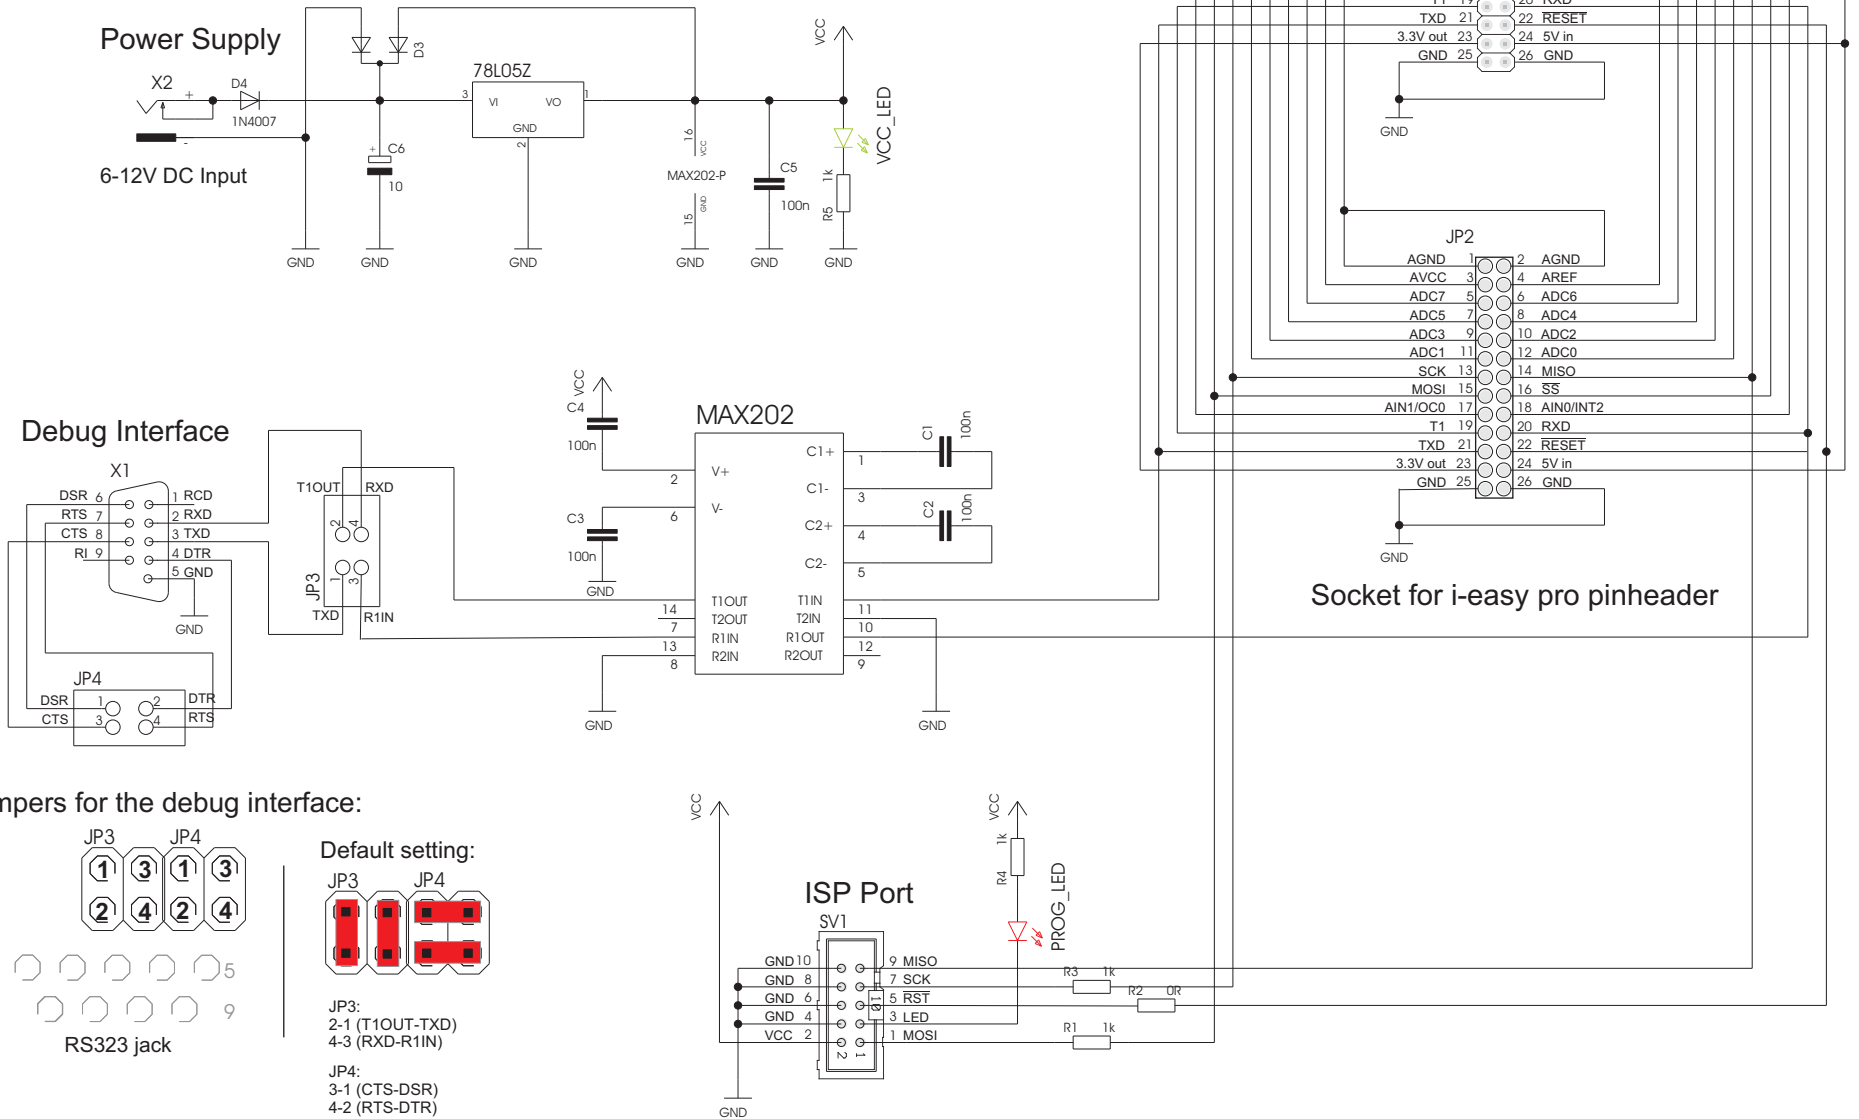 Power Supply
X2
+
-
D4
1N4007
6-12V DC Input
D3
78L05Z
3 VI VO 1
GND
2
+ C6
10
16 VCC
MAX202-P
15 GND
C5
100n
VCC
VCC_LED
1k
R5
GND GND GND GND GND GND
T1 19 20 RXD
TXD 21 22 RESET
3.3V out 23 24 5V in
GND 25 26 GND
GND
JP2
AGND 1 2 AGND
AVCC 3 4 AREF
ADC7 5 6 ADC6
ADC5 7 8 ADC4
ADC3 9 10 ADC2
ADC1 11 12 ADC0
SCK 13 14 MISO
MOSI 15 16 SS
AIN1/OC0 17 18 AIN0/INT2
T1 19 20 RXD
TXD 21 22 RESET
3.3V out 23 24 5V in
GND 25 26 GND
GND
Socket for i-easy pro pinheader
Debug Interface
X1
DSR 6 1 RCD
RTS 7 2 RXD
CTS 8 3 TXD
RI 9 4 DTR
5 GND
GND
T1OUT RXD
2 4
1 3
JP3
TXD R1IN
JP4
DSR 1 2 DTR
CTS 3 4 RTS
VCC
C4
100n
C3
100n
GND
MAX202
2 V+ C1+ 1
6 V- C1- 3
C2+ 4
C2- 5
C1 100n
C2 100n
14 T1OUT T1IN 11
7 T2OUT T2IN 10
13 R1IN R1OUT 12
8 R2IN R2OUT 9
GND GND
mpers for the debug interface:
JP3 JP4
1 3 1 3
2 4 2 4
5
9
RS323 jack
Default setting:
JP3 JP4
JP3:
2-1 (T1OUT-TXD)
4-3 (RXD-R1IN)
JP4:
3-1 (CTS-DSR)
4-2 (RTS-DTR)
VCC
VCC
1k
R4
PROG_LED
ISP Port
SV1
GND 10 9 MISO
GND 8 7 SCK
GND 6 5 RST
GND 4 3 LED
VCC 2 1 MOSI
10
2 1
R3 1k
R2 0R
R1 1k
GND